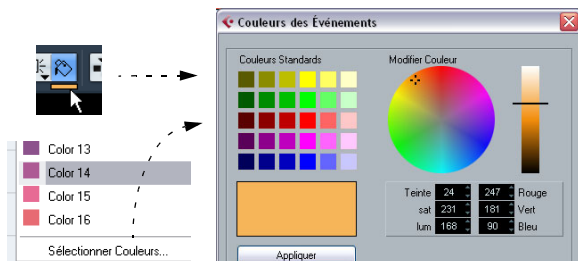 Couleurs des Événements
Couleurs Standards
Modifier Couleur
Color 13
Color 14
Color 15
Color 16
Sélectionner Couleurs...
Teinte 24 247 Rouge
sat 231 181 Vert
lum 168 90 Bleu
Appliquer